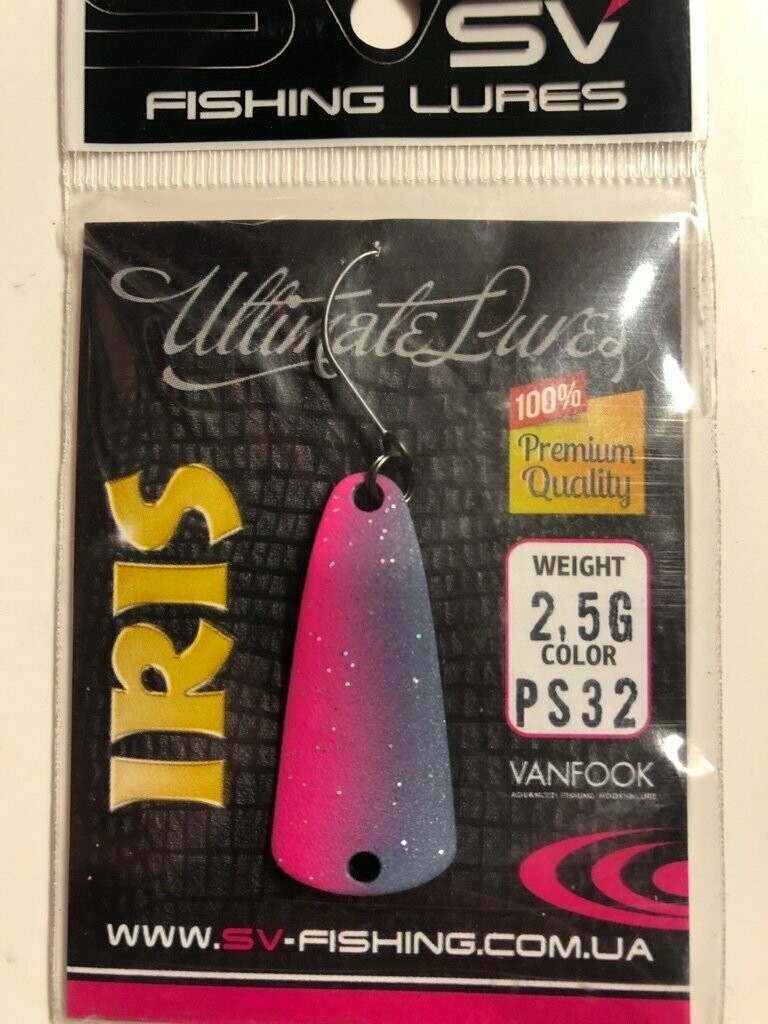 SV
FISHING LURES
Ultimate Lures
100%
Premium
Quality
IRIS
WEIGHT
2,5G
COLOR
PS32
VANFOOK
WWW.SV-FISHING.COM.UA